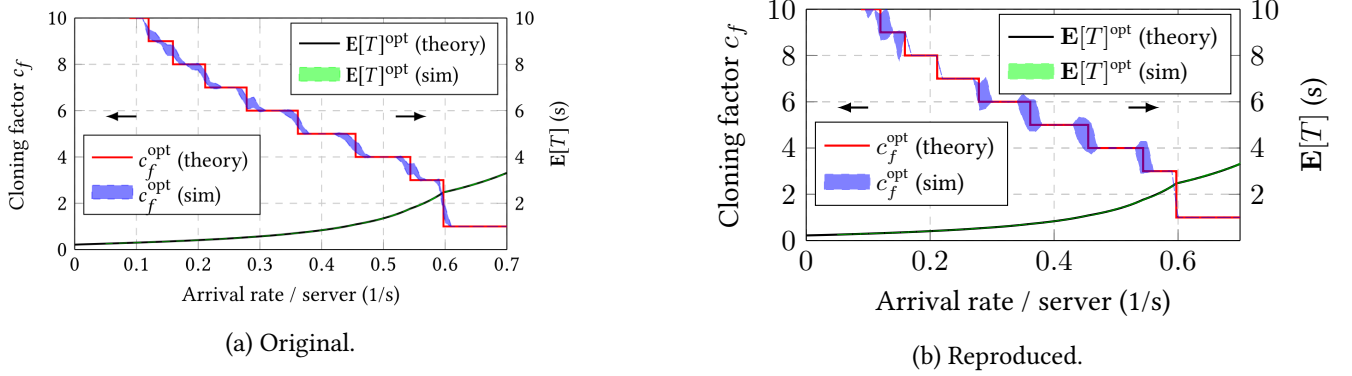 10
8
6
4
2
0
Cloning factor c_f
0
0.1
0.2
0.3
0.4
0.5
0.6
0.7
Arrival rate / server (1/s)
10
8
6
4
2
E[T] (s)
E[T]^opt (theory)
E[T]^opt (sim)
c_f^opt (theory)
c_f^opt (sim)
(a) Original.
10
8
6
4
2
0
Cloning factor c_f
0
0.2
0.4
0.6
Arrival rate / server (1/s)
10
8
6
4
2
E[T] (s)
E[T]^opt (theory)
E[T]^opt (sim)
c_f^opt (theory)
c_f^opt (sim)
(b) Reproduced.